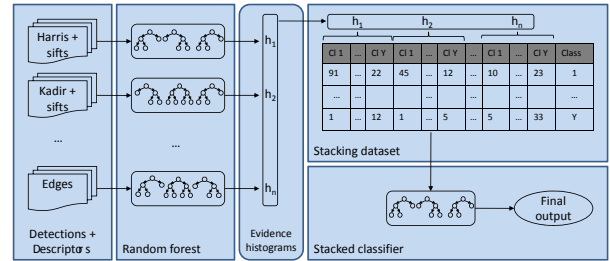 Harris +
sifts
Kadir +
sifts
...
Edges
Detections +
Descriptors
...
Random forest
h1
h2
hn
Evidence
histograms
h1 h2 hn
Cl 1 ... Cl Y Cl 1 ... Cl Y ... Cl 1 ... Cl Y Class
91 ... 22 45 ... 12 ... 10 ... 23 1
... ... ... ...
1 ... 12 1 ... 5 ... 5 ... 33 Y
Stacking dataset
Final
output
Stacked classifier